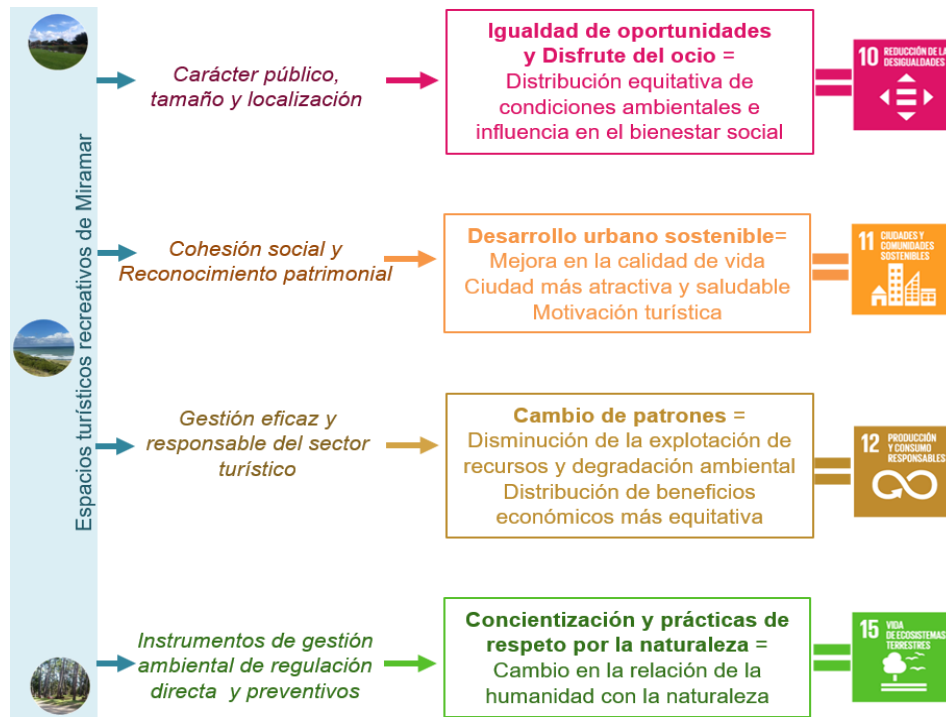 Espacios turísticos recreativos de Miramar
Carácter público,
tamaño y localización
Igualdad de oportunidades
y Disfrute del ocio =
Distribución equitativa de
condiciones ambientales e
influencia en el bienestar social
10 REDUCCIÓN DE LA
DESIGUALDADES
Cohesión social y
Reconocimiento patrimonial
Desarrollo urbano sostenible=
Mejora en la calidad de vida
Ciudad más atractiva y saludable
Motivación turística
11 CIUDADES Y
COMUNIDADES
SOSTENIBLES
Gestión eficaz y
responsable del sector
turístico
Cambio de patrones =
Disminución de la explotación de
recursos y degradación ambiental
Distribución de beneficios
económicos más equitativa
12 PRODUCCIÓN
Y CONSUMO
RESPONSABLES
Instrumentos de gestión
ambiental de regulación
directa y preventivos
Concientización y prácticas de
respeto por la naturaleza =
Cambio en la relación de la
humanidad con la naturaleza
15 VIDA
DE ECOSISTEMAS
TERRESTRES